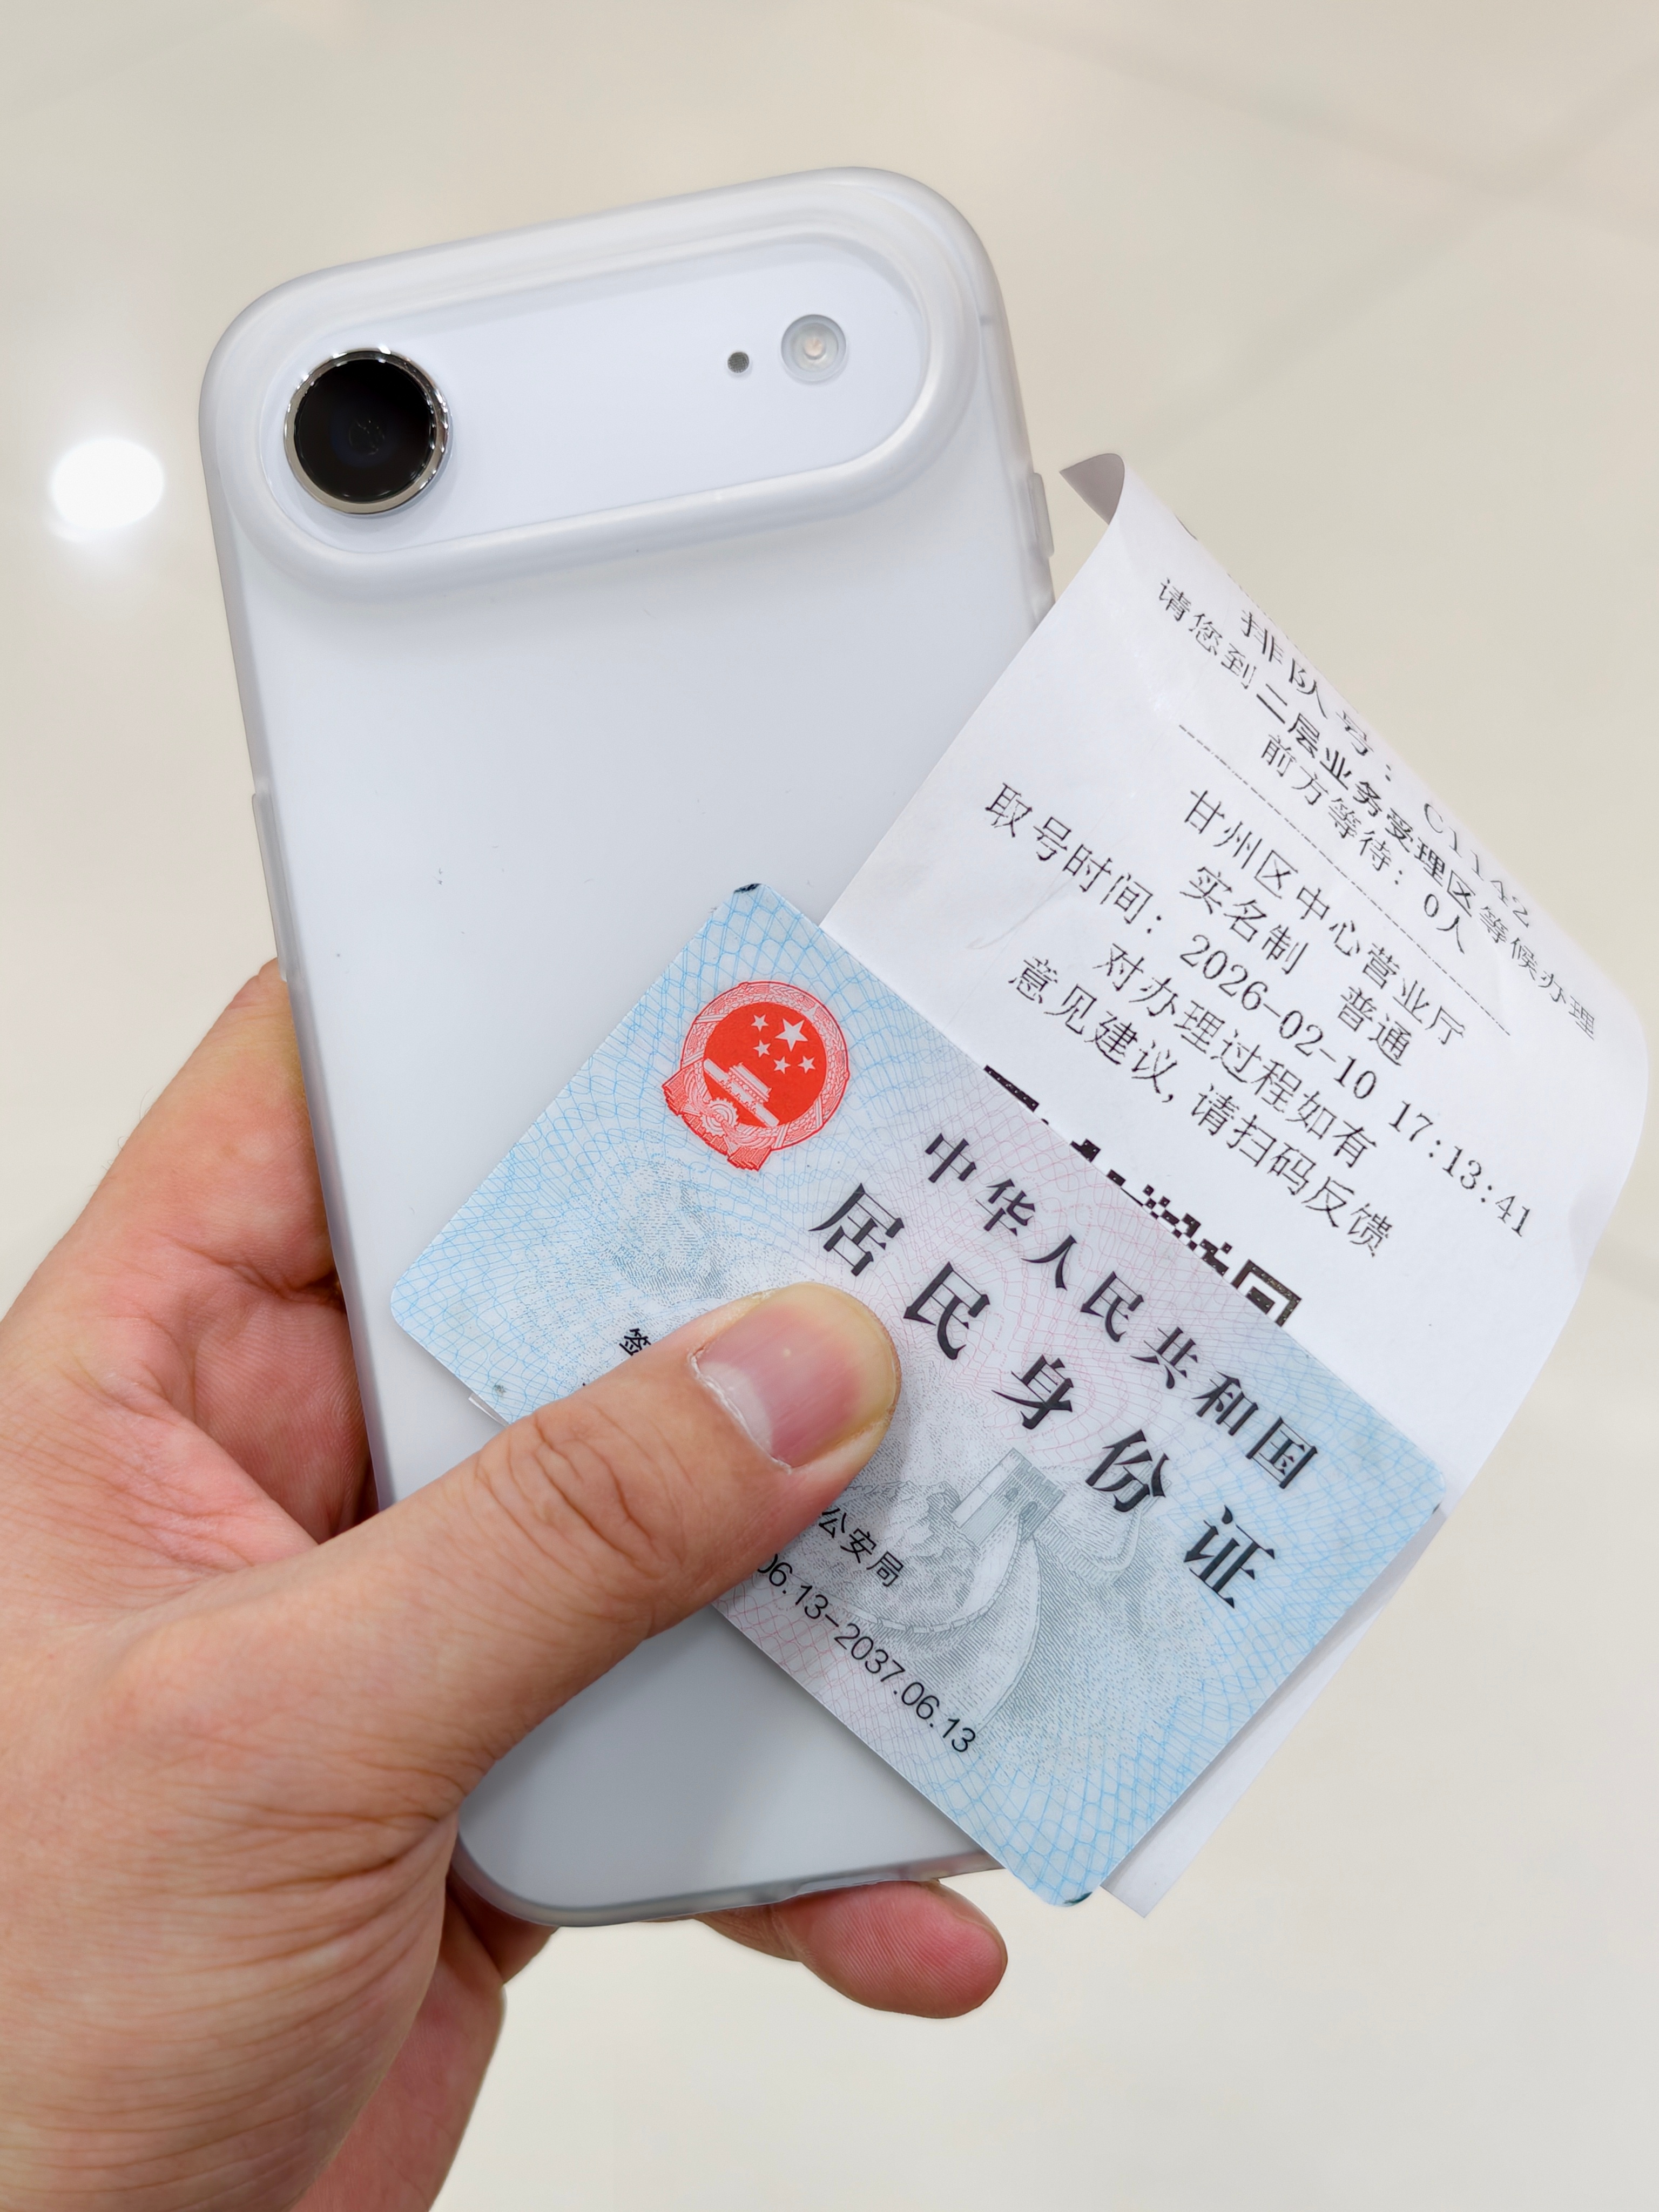 排队号：
请您到二层业务受理区等候办理
前方等待：0人
甘州区中心营业厅
实名制 普通
取号时间：2026-02-10 17:13:41
对办理过程如有
意见建议，请扫码反馈
中华人民共和国
居民身份证
签
公安局
06.13-2037.06.13